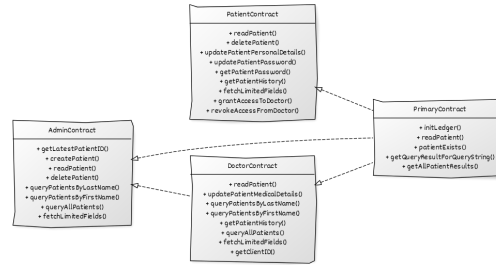 PatientContract
+ readPatient()
+ deletePatient()
+ updatePatientPersonalDetails()
+ updatePatientPassword()
+ getPatientPassword()
+ getPatientHistory()
+ fetchLimitedFields()
+ grantAccessToDoctor()
+ revokeAccessFromDoctor()
PrimaryContract
+ initLedger()
+ readPatient()
+ patientExists()
+ getQueryResultForQueryString()
+ getAllPatientResults()
AdminContract
+ getLatestPatientID()
+ createPatient()
+ readPatient()
+ deletePatient()
+ queryPatientsByLastName()
+ queryPatientsByFirstName()
+ queryAllPatients()
+ fetchLimitedFields()
DoctorContract
+ readPatient()
+ updatePatientMedicalDetails()
+ queryPatientsByLastName()
+ queryPatientsByFirstName()
+ getPatientHistory()
+ queryAllPatients()
+ fetchLimitedFields()
+ getClientID()